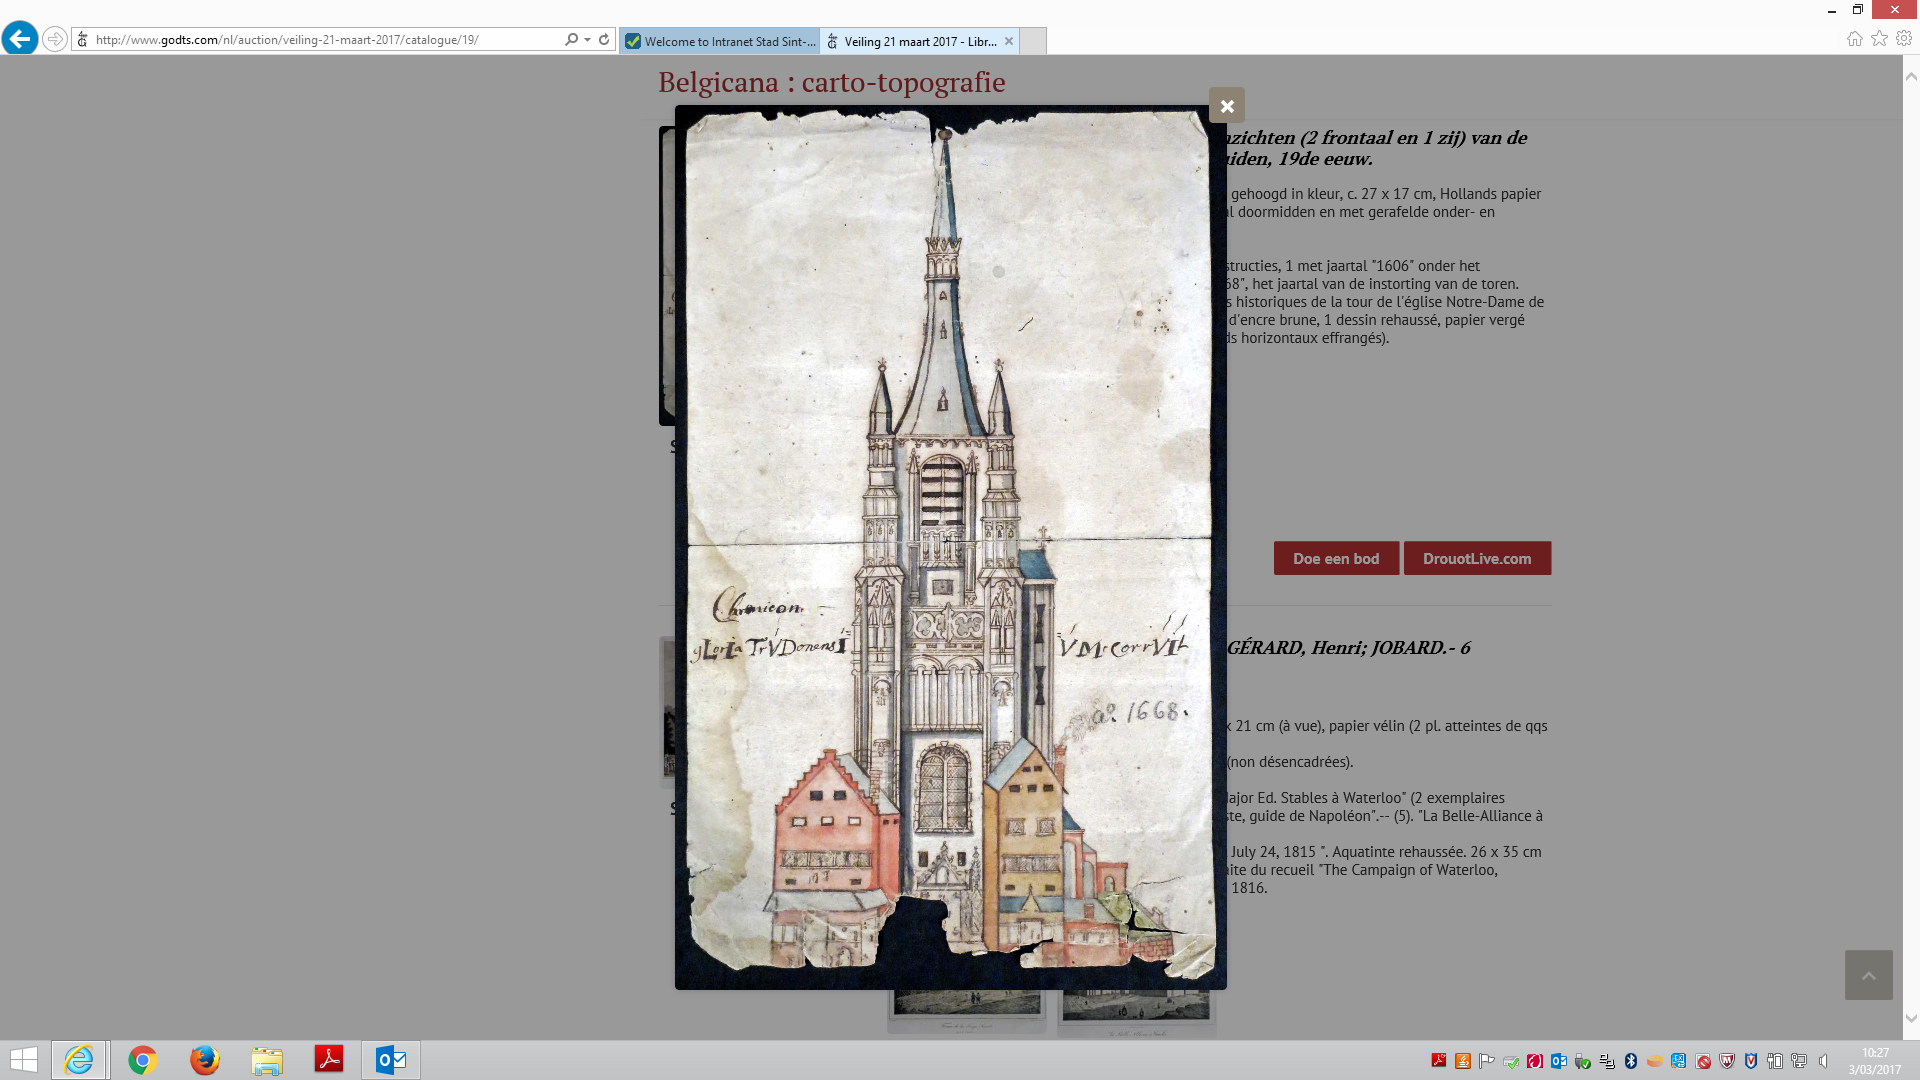 http://www.godts.com/nl/auction/veiling-21-maart-2017/catalogue/19/
Welcome to Intranet Stad Sint-...
Veiling 21 maart 2017 - Libr...
Belgicana : carto-topografie
nzichten (2 frontaal en 1 zij) van de
uiden, 19de eeuw.
gehoogd in kleur, c. 27 x 17 cm, Hollands papier
al doormidden en met gerafelde onder- en
structies, 1 met jaartal "1606" onder het
68", het jaartal van de instorting van de toren.
s historiques de la tour de l'église Notre-Dame de
d'encre brune, 1 dessin rehaussé, papier vergé
ds horizontaux effrangés).
Doe een bod
DrouotLive.com
Chronicon
gLorIa TrVDonensI
VM CorrVIt
aº. 1668.
GÉRARD, Henri; JOBARD.- 6
x 21 cm (à vue), papier vélin (2 pl. atteintes de qqs
(non désencadrées).
Major Ed. Stables à Waterloo" (2 exemplaires
ste, guide de Napoléon".-- (5). "La Belle-Alliance à
July 24, 1815 ". Aquatinte rehaussée. 26 x 35 cm
aite du recueil "The Campaign of Waterloo,
1816.
10:27
3/03/2017